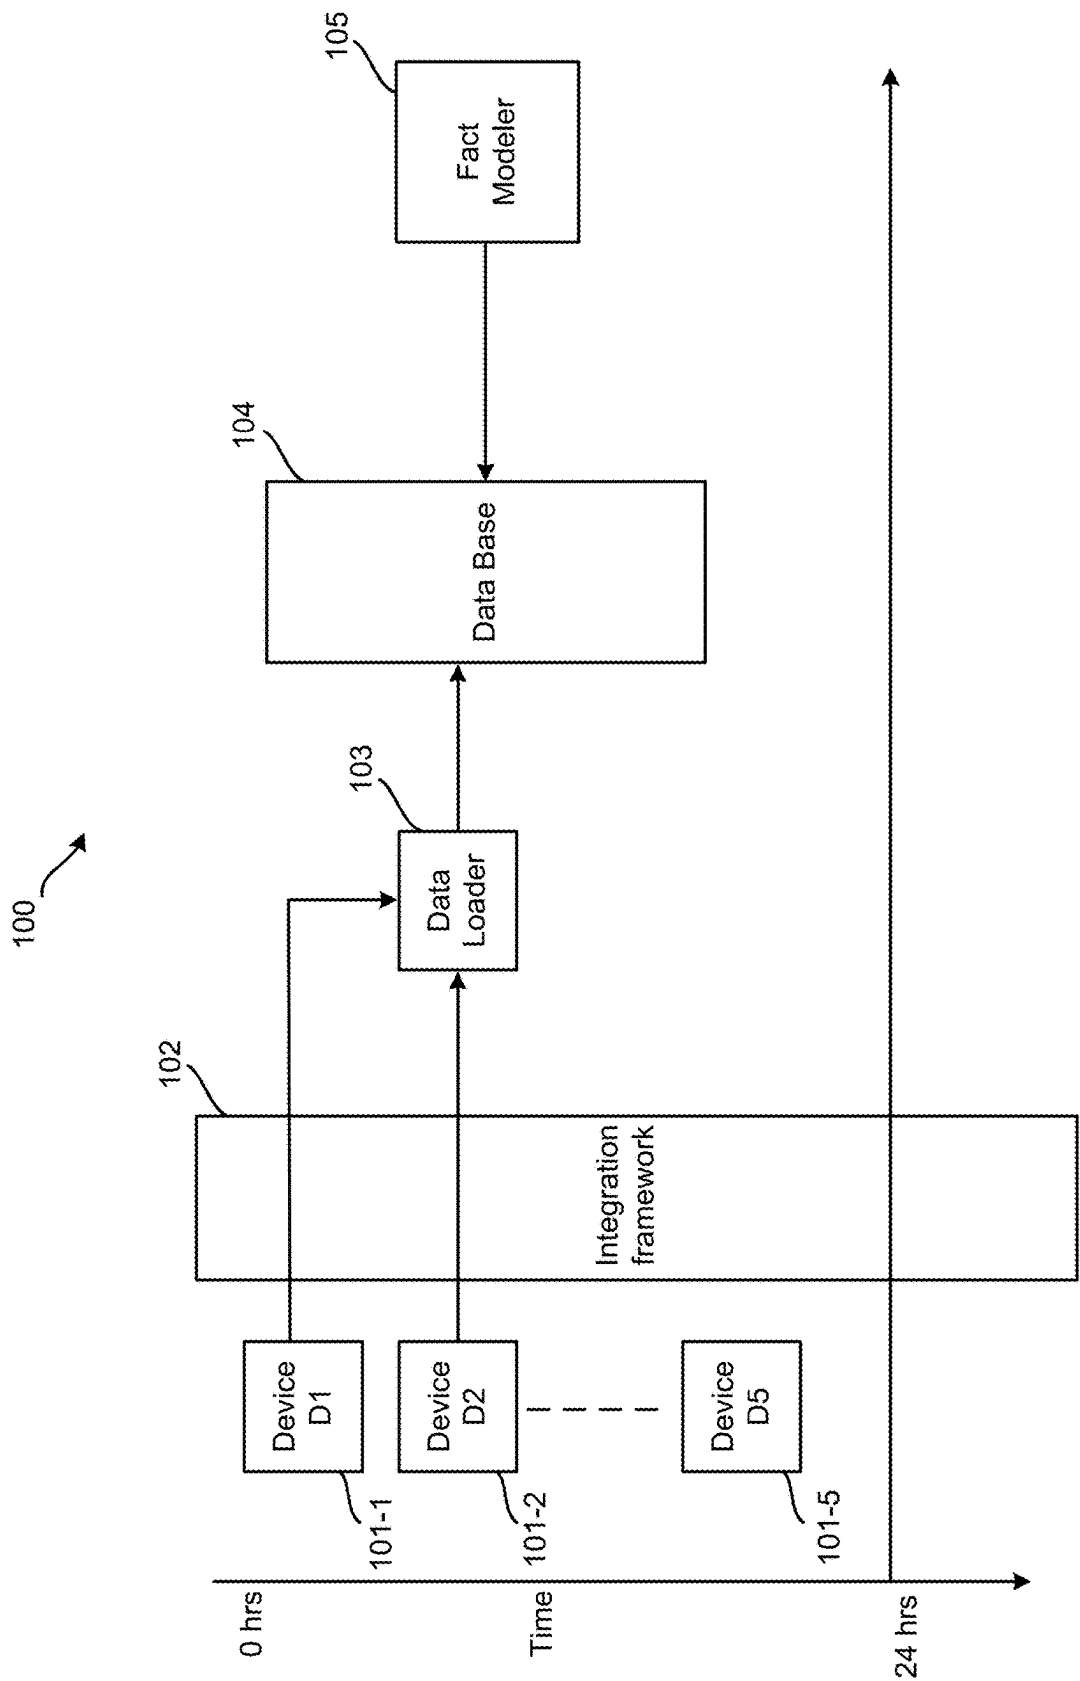 100
0 hrs
Time
24 hrs
101-1
Device
D1
101-2
Device
D2
101-5
Device
D5
102
Integration
framework
103
Data
Loader
104
Data Base
105
Fact
Modeler